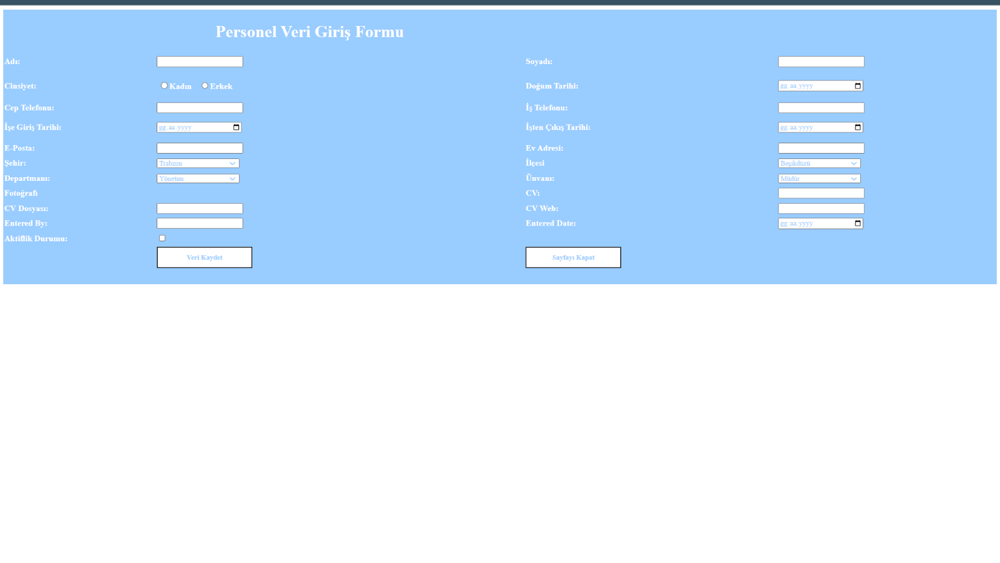 Personel Veri Giriş Formu
Adı: Soyadı:
Cinsiyet: Kadın Erkek Doğum Tarihi: gg.aa.yyyy
Cep Telefonu: İş Telefonu:
İşe Giriş Tarihi: gg.aa.yyyy İşten Çıkış Tarihi: gg.aa.yyyy
E-Posta: Ev Adresi:
Şehir: Trabzon İlçesi Beşikdüzü
Departmanı: Yönetim Ünvanı: Müdür
Fotoğrafı CV:
CV Dosyası: CV Web:
Entered By: Entered Date: gg.aa.yyyy
Aktiflik Durumu:
Veri Kaydet Sayfayı Kapat